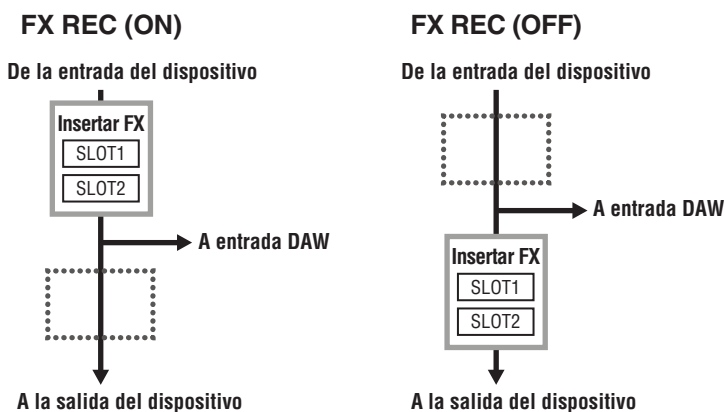 FX REC (ON)
De la entrada del dispositivo
Insertar FX
SLOT1
SLOT2
A entrada DAW
A la salida del dispositivo
FX REC (OFF)
De la entrada del dispositivo
A entrada DAW
Insertar FX
SLOT1
SLOT2
A la salida del dispositivo